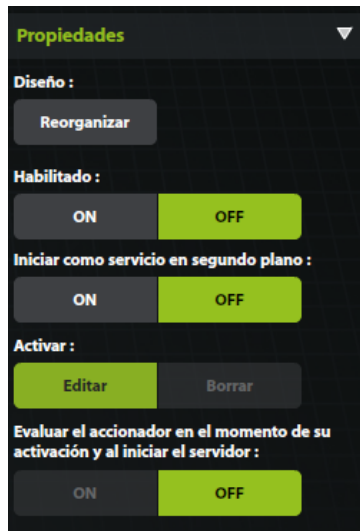 Propiedades
Diseño :
Reorganizar
Habilitado :
ON OFF
Iniciar como servicio en segundo plano :
ON OFF
Activar :
Editar Borrar
Evaluar el accionador en el momento de su
activación y al iniciar el servidor :
ON OFF